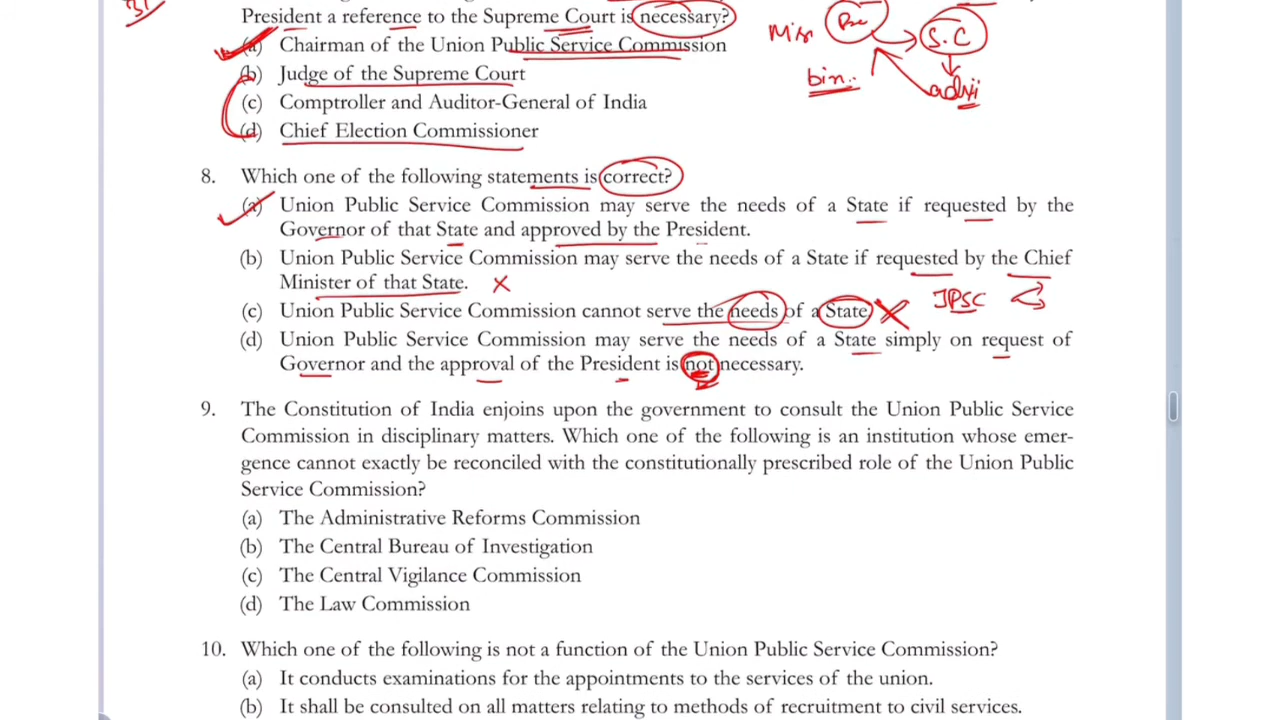 31
President a reference to the Supreme Court is necessary?
(a) Chairman of the Union Public Service Commission
(b) Judge of the Supreme Court
(c) Comptroller and Auditor-General of India
(d) Chief Election Commissioner
S.C
bin..
8. Which one of the following statements is correct?
(a) Union Public Service Commission may serve the needs of a State if requested by the
Governor of that State and approved by the President.
(b) Union Public Service Commission may serve the needs of a State if requested by the Chief
Minister of that State. X
(c) Union Public Service Commission cannot serve the needs of a State X
JPSC
(d) Union Public Service Commission may serve the needs of a State simply on request of
Governor and the approval of the President is not necessary.
9. The Constitution of India enjoins upon the government to consult the Union Public Service
Commission in disciplinary matters. Which one of the following is an institution whose emer-
gence cannot exactly be reconciled with the constitutionally prescribed role of the Union Public
Service Commission?
(a) The Administrative Reforms Commission
(b) The Central Bureau of Investigation
(c) The Central Vigilance Commission
(d) The Law Commission
10. Which one of the following is not a function of the Union Public Service Commission?
(a) It conducts examinations for the appointments to the services of the union.
(b) It shall be consulted on all matters relating to methods of recruitment to civil services.